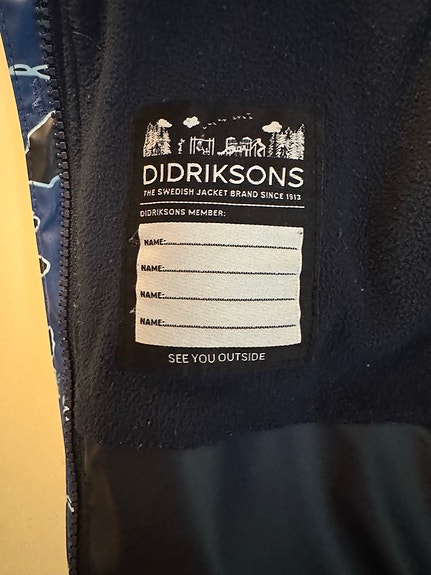 DIDRIKSONS
THE SWEDISH JACKET BRAND SINCE 1913
DIDRIKSONS MEMBER:
NAME:
NAME:
NAME:
NAME:
SEE YOU OUTSIDE